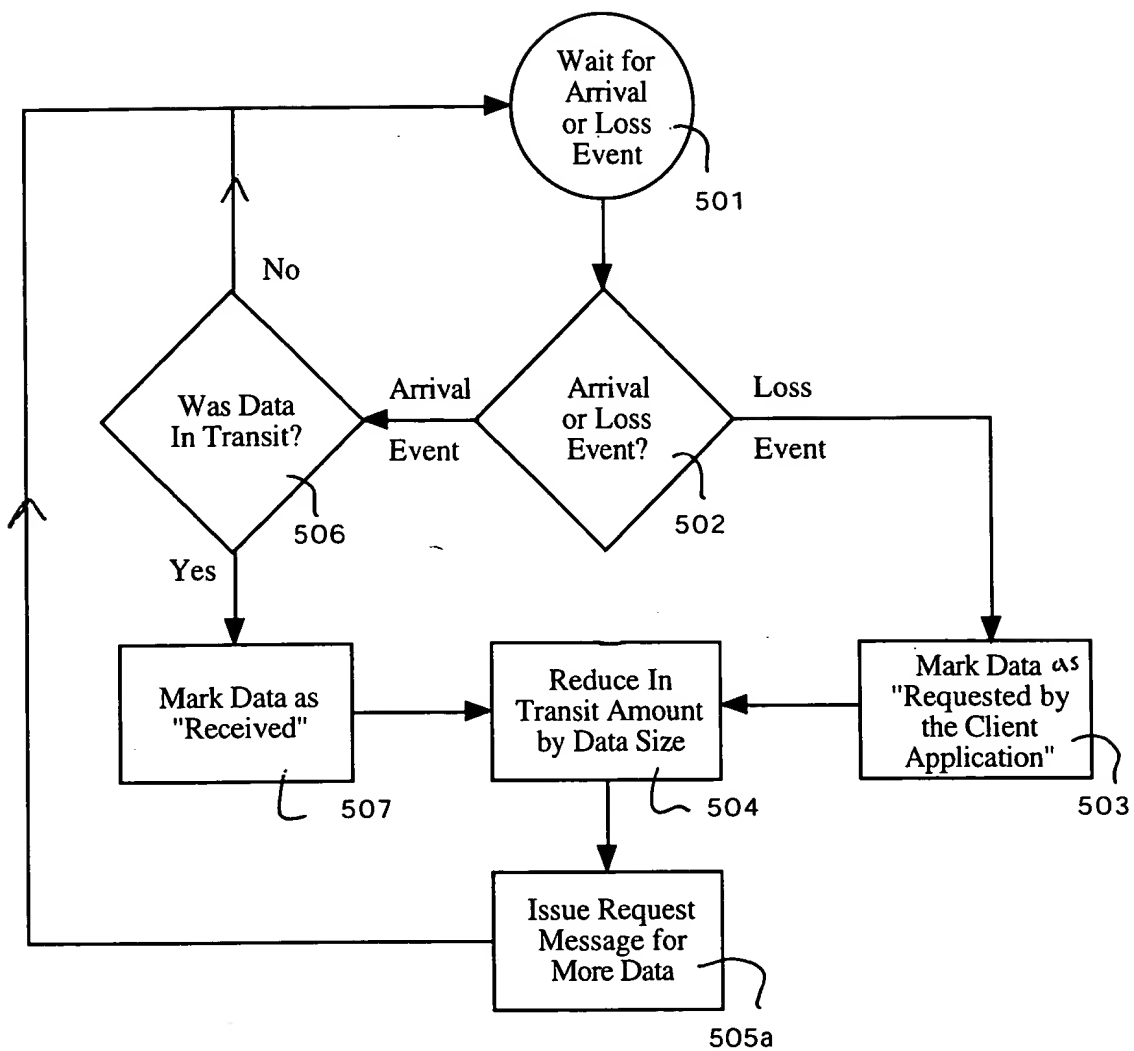 Wait for
Arrival
or Loss
Event
501
No
Was Data
In Transit?
506
Arrival
Event
Arrival
or Loss
Event?
502
Loss
Event
Yes
Mark Data as
"Received"
507
Reduce In
Transit Amount
by Data Size
504
Mark Data as
"Requested by
the Client
Application"
503
Issue Request
Message for
More Data
505a